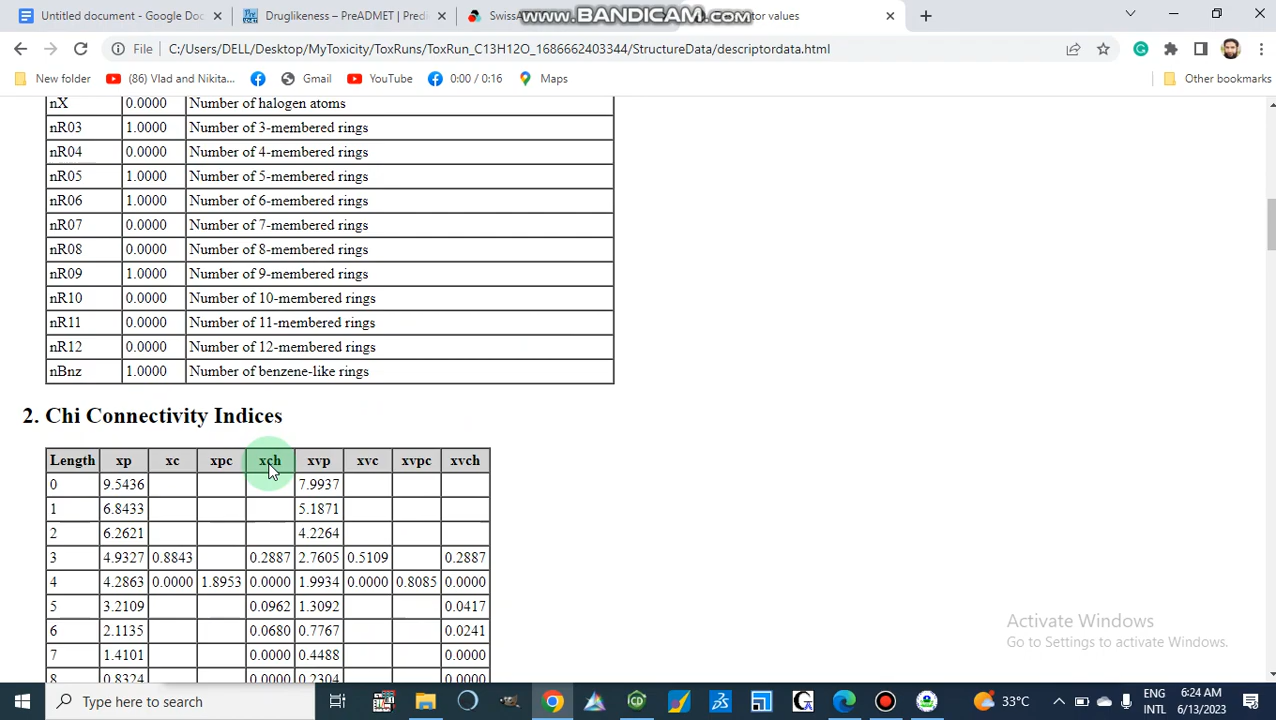 Untitled document - Google Doc
Druglikeness – PreADMET | Predi
SwissA
www.BANDICAM.com
tor values
File
C:/Users/DELL/Desktop/MyToxicity/ToxRuns/ToxRun_C13H12O_1686662403344/StructureData/descriptordata.html
New folder
(86) Vlad and Nikita...
Gmail
YouTube
0:00 / 0:16
Maps
Other bookmarks
nX 0.0000 Number of halogen atoms
nR03 1.0000 Number of 3-membered rings
nR04 0.0000 Number of 4-membered rings
nR05 1.0000 Number of 5-membered rings
nR06 1.0000 Number of 6-membered rings
nR07 0.0000 Number of 7-membered rings
nR08 0.0000 Number of 8-membered rings
nR09 1.0000 Number of 9-membered rings
nR10 0.0000 Number of 10-membered rings
nR11 0.0000 Number of 11-membered rings
nR12 0.0000 Number of 12-membered rings
nBnz 1.0000 Number of benzene-like rings
2. Chi Connectivity Indices
Length xp xc xpc xch xvp xvc xvpc xvch
0 9.5436 7.9937
1 6.8433 5.1871
2 6.2621 4.2264
3 4.9327 0.8843 0.2887 2.7605 0.5109 0.2887
4 4.2863 0.0000 1.8953 0.0000 1.9934 0.0000 0.8085 0.0000
5 3.2109 0.0962 1.3092 0.0417
6 2.1135 0.0680 0.7767 0.0241
7 1.4101 0.0000 0.4488 0.0000
8 0.8324 0.0000 0.2304 0.0000
Activate Windows
Go to Settings to activate Windows.
Type here to search
33°C
ENG
INTL
6:24 AM
6/13/2023